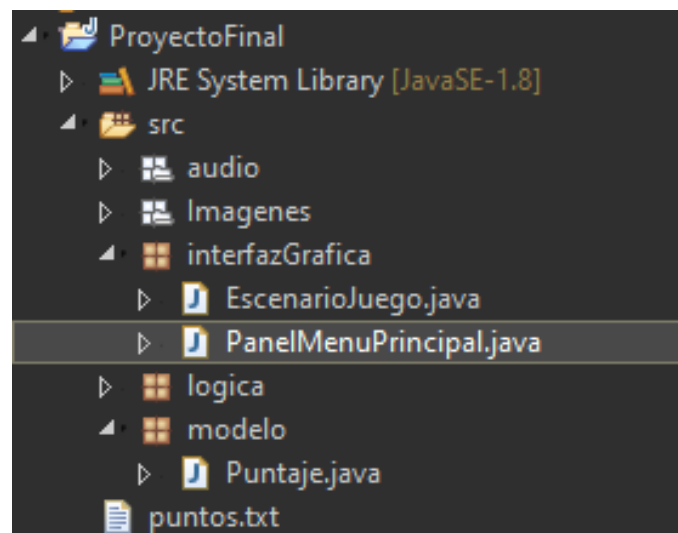 ProyectoFinal
JRE System Library [JavaSE-1.8]
src
audio
Imagenes
interfazGrafica
EscenarioJuego.java
PanelMenuPrincipal.java
logica
modelo
Puntaje.java
puntos.txt